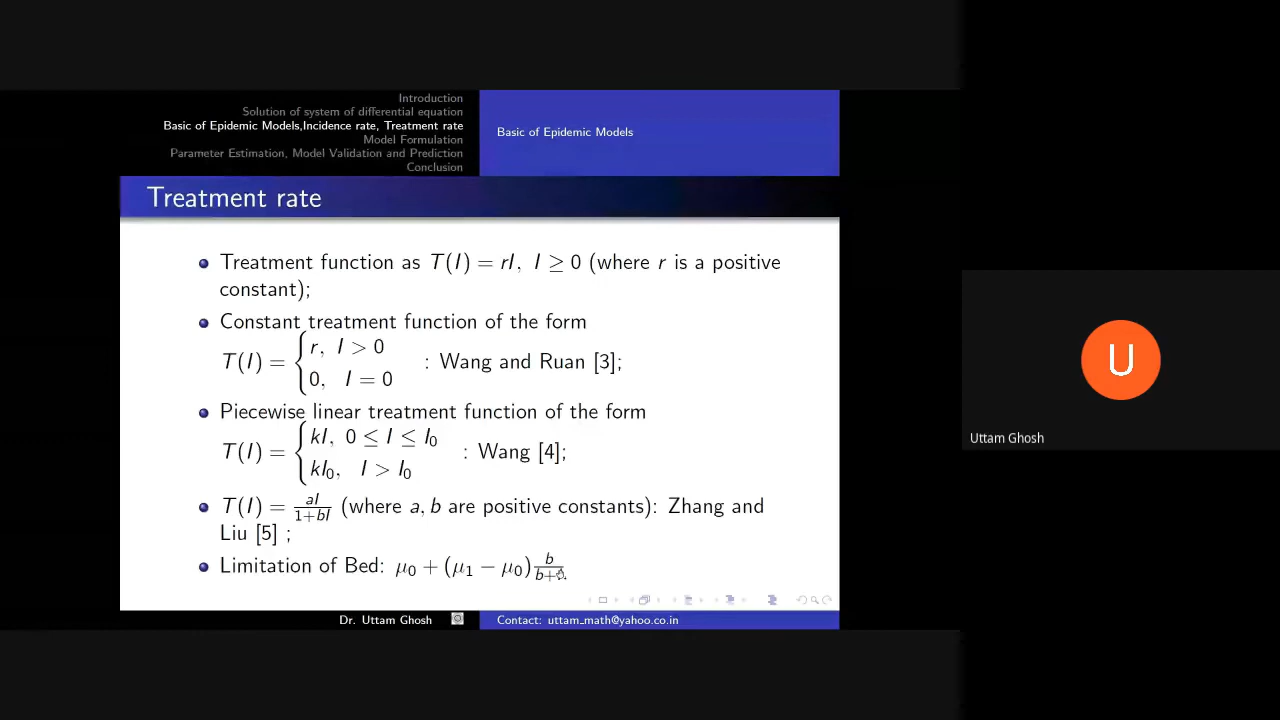 Introduction
Solution of system of differential equation
Basic of Epidemic Models,Incidence rate, Treatment rate
Model Formulation
Parameter Estimation, Model Validation and Prediction
Conclusion
Basic of Epidemic Models
Treatment rate
Treatment function as T(I) = rI, I ≥ 0 (where r is a positive
constant);
Constant treatment function of the form
T(I) = { r, I > 0
0, I = 0 : Wang and Ruan [3];
Piecewise linear treatment function of the form
T(I) = { kI, 0 ≤ I ≤ I₀
kI₀, I > I₀ : Wang [4];
T(I) = aI/(1+bI) (where a, b are positive constants): Zhang and
Liu [5] ;
Limitation of Bed: μ₀ + (μ₁ − μ₀) b/b+
Dr. Uttam Ghosh
Contact: uttam_math@yahoo.co.in
U
Uttam Ghosh